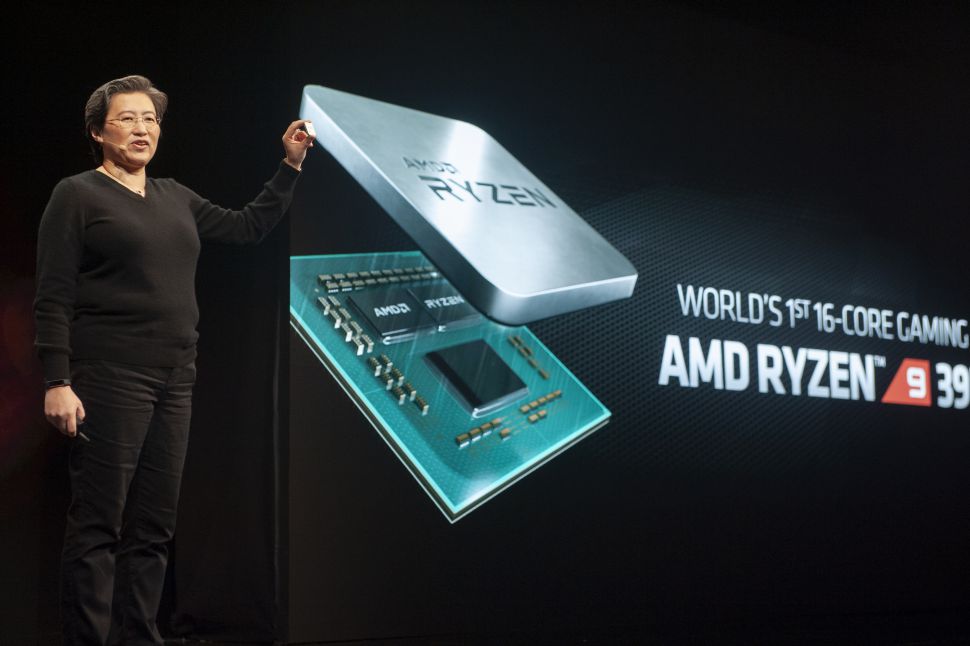 AMD
RYZEN
AMD
RYZEN
WORLD'S 1ST 16-CORE GAMING
AMD RYZEN™ 9 39